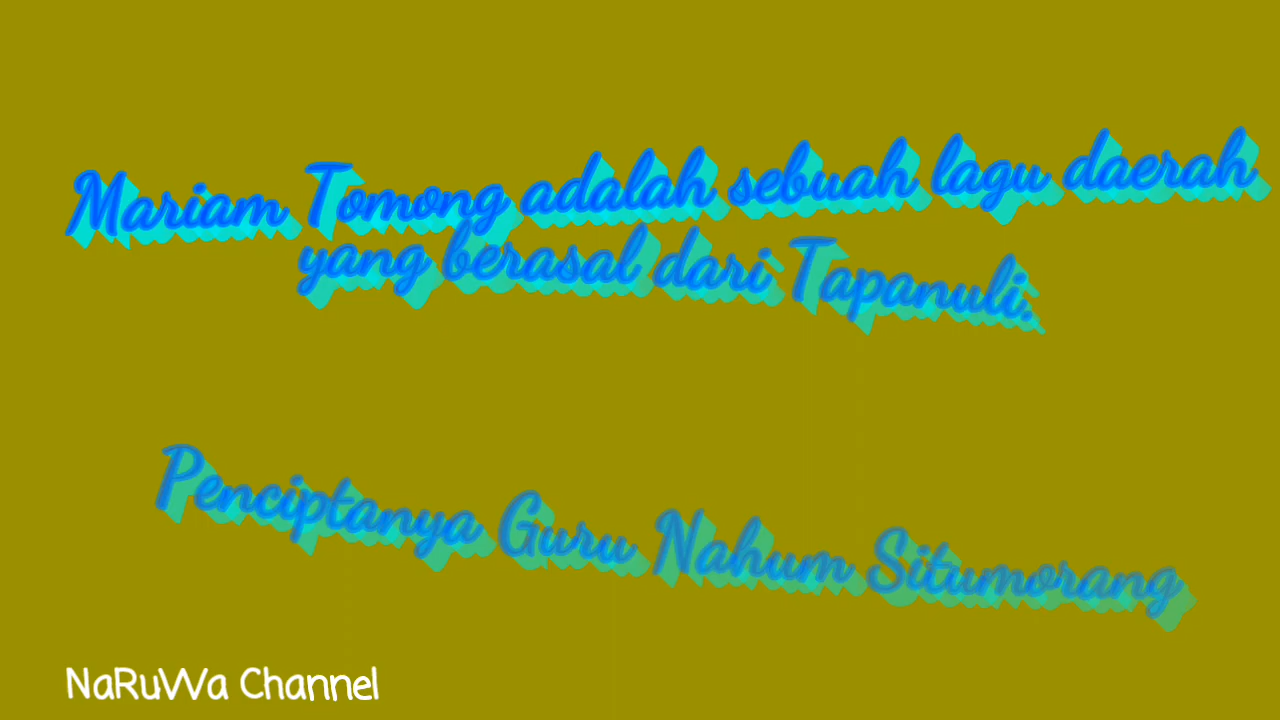 Mariam Tomong adalah sebuah lagu daerah
yang berasal dari Tapanuli.
Penciptanya Guru Nahum Situmorang
NaRuWa Channel